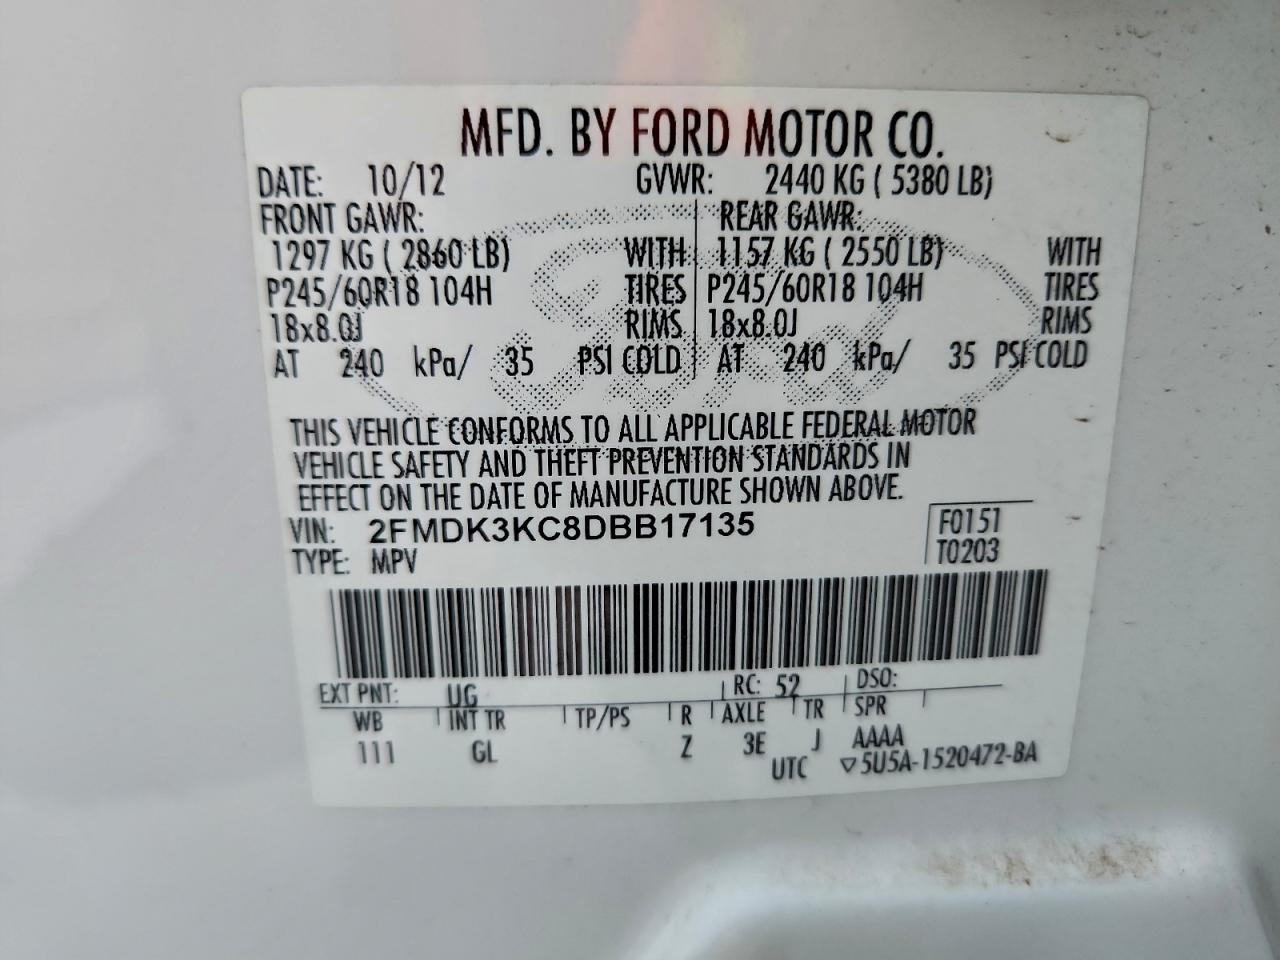 MFD. BY FORD MOTOR CO.
DATE: 10/12 GVWR: 2440 KG ( 5380 LB)
FRONT GAWR: REAR GAWR:
1297 KG ( 2860 LB) WITH 1157 KG ( 2550 LB) WITH
P245/60R18 104H TIRES P245/60R18 104H TIRES
18x8.0J RIMS 18x8.0J RIMS
AT 240 kPa/ 35 PSI COLD AT 240 kPa/ 35 PSI COLD
Ford
THIS VEHICLE CONFORMS TO ALL APPLICABLE FEDERAL MOTOR
VEHICLE SAFETY AND THEFT PREVENTION STANDARDS IN
EFFECT ON THE DATE OF MANUFACTURE SHOWN ABOVE.
VIN: 2FMDK3KC8DBB17135 F0151
TYPE: MPV T0203
EXT PNT: UG RC: 52 DSO:
WB INT TR TP/PS R AXLE TR SPR
111 GL Z 3E J AAAA
UTC ▽5U5A-1520472-BA